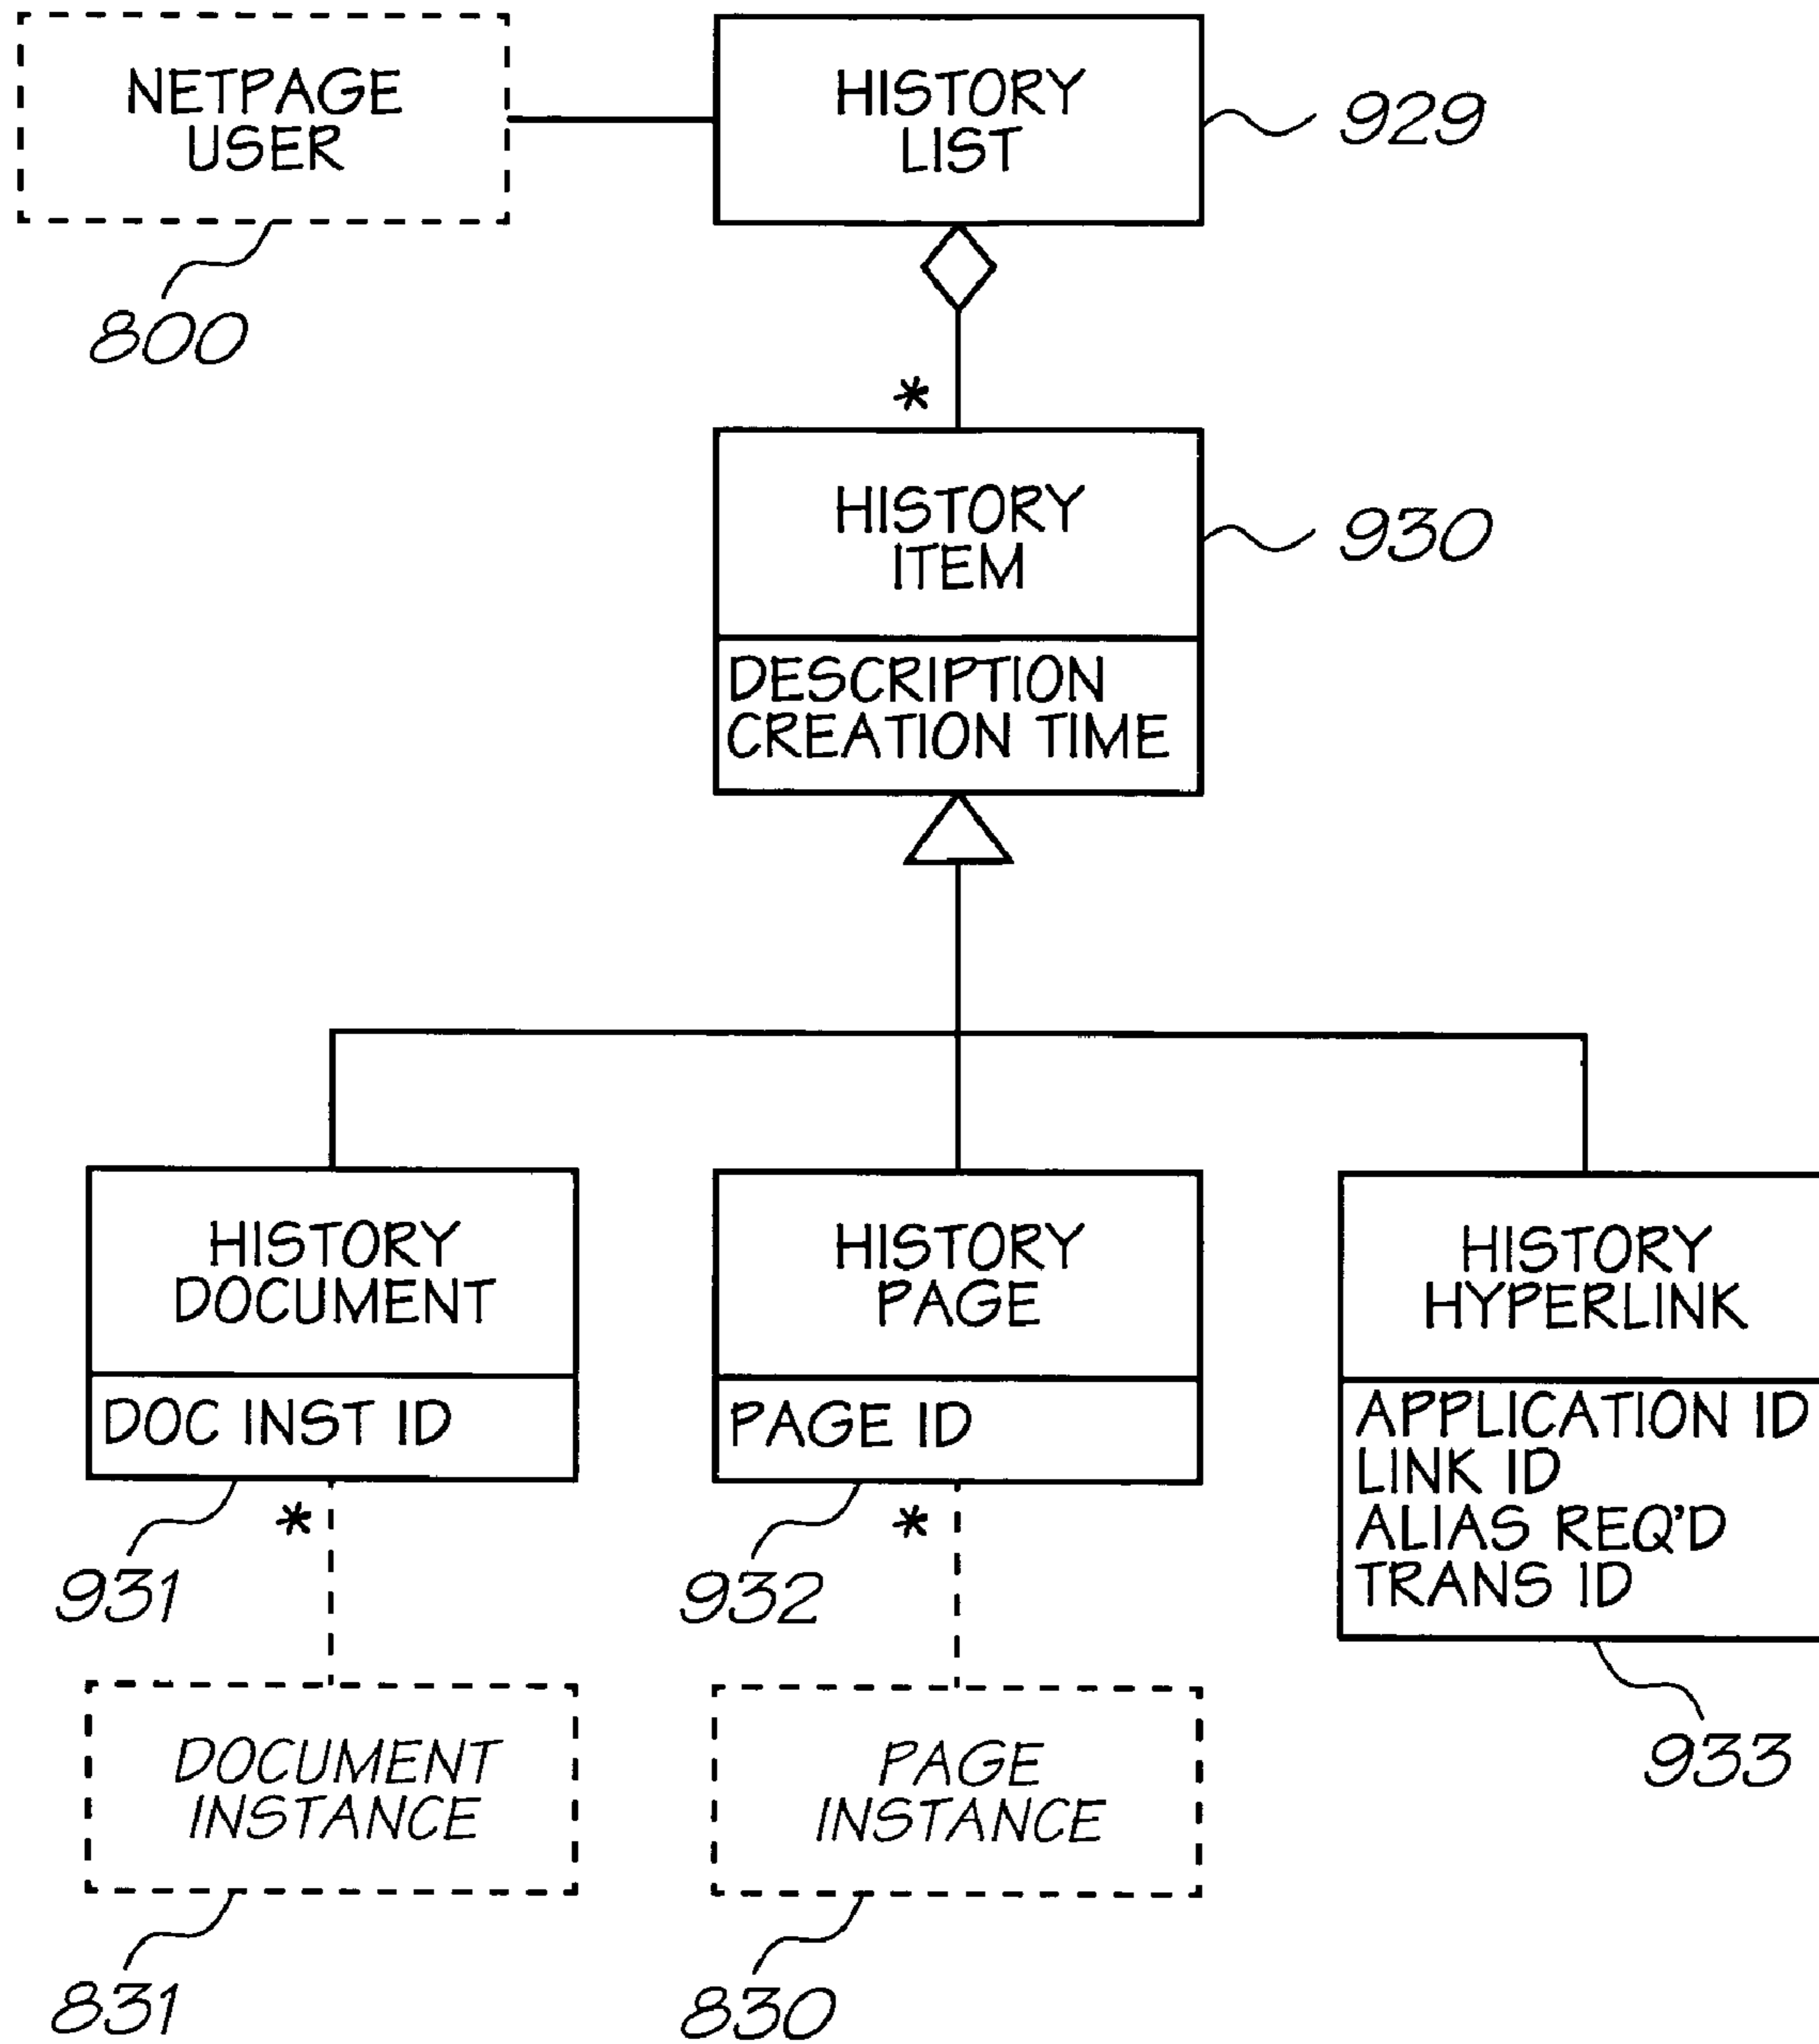 NETPAGE
USER
HISTORY
LIST
929
800
*
HISTORY
ITEM
930
DESCRIPTION
CREATION TIME
HISTORY
DOCUMENT
DOC INST ID
HISTORY
PAGE
PAGE ID
HISTORY
HYPERLINK
APPLICATION ID
LINK ID
ALIAS REQ'D
TRANS ID
*
931
*
932
933
DOCUMENT
INSTANCE
PAGE
INSTANCE
831
830